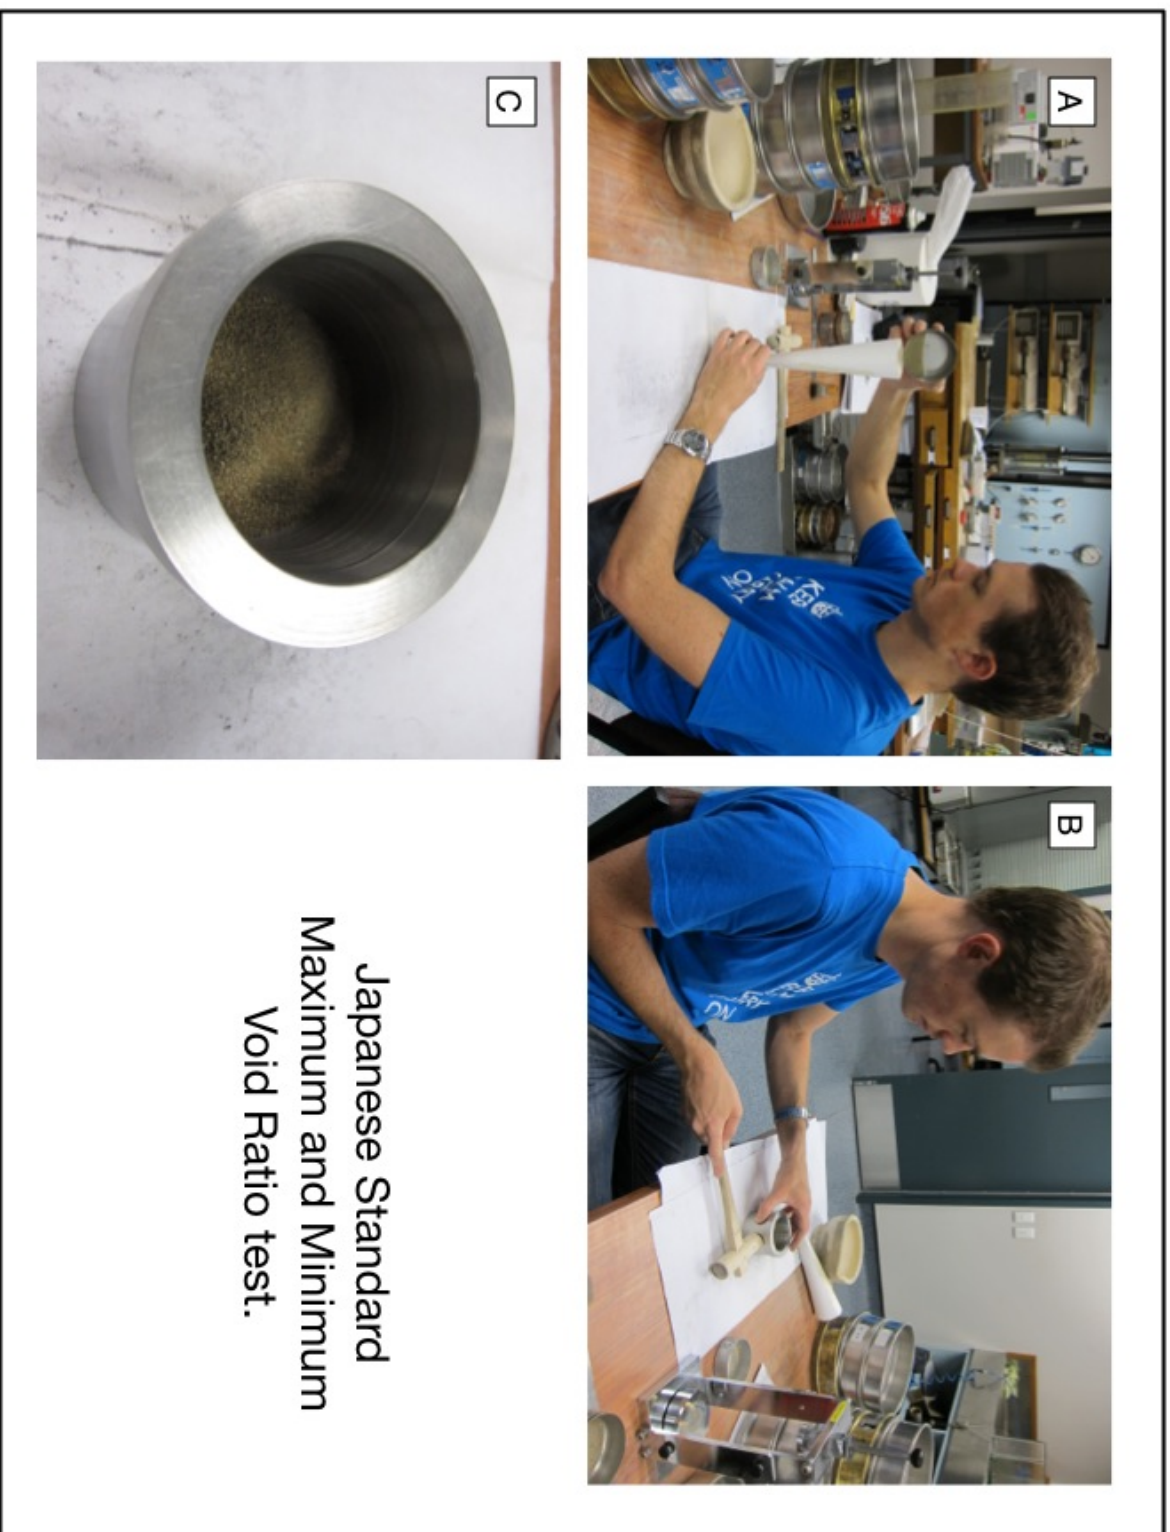 A
B
C
Japanese Standard
Maximum and Minimum
Void Ratio test.